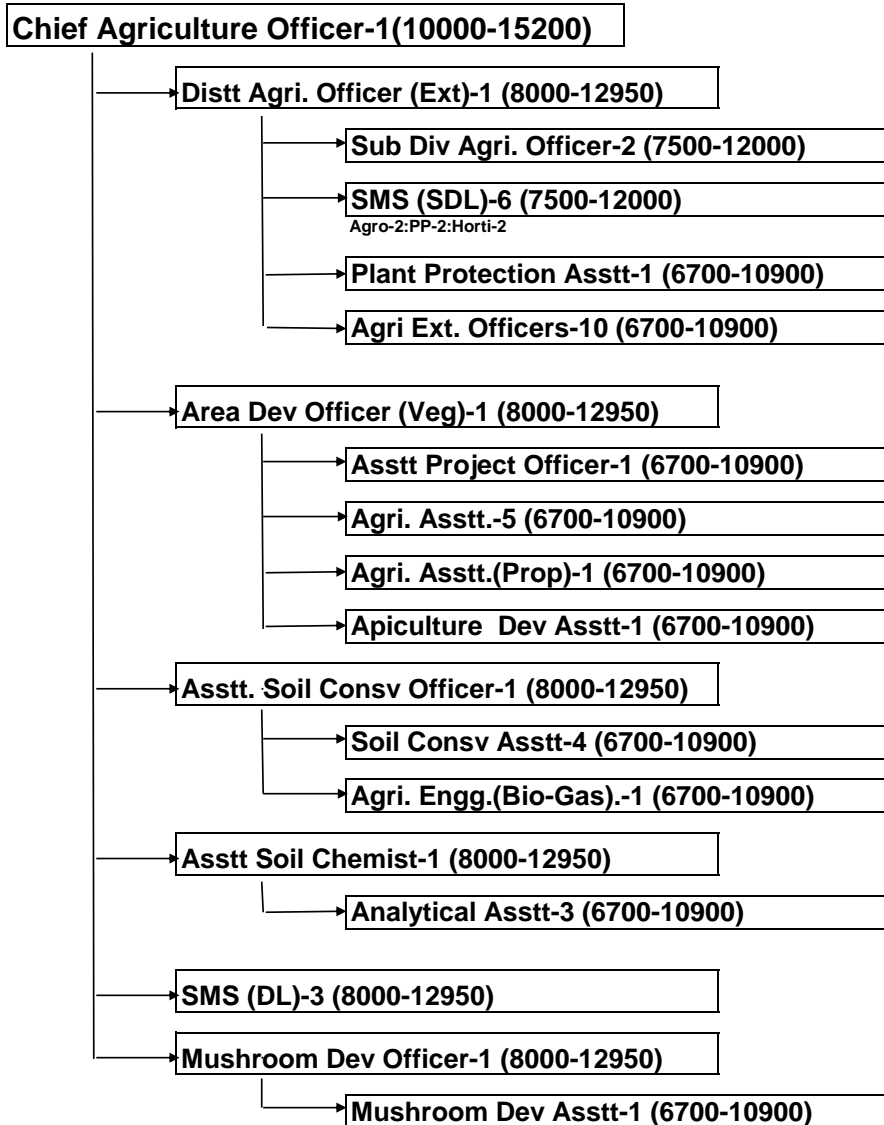 Chief Agriculture Officer-1(10000-15200)
Distt Agri. Officer (Ext)-1 (8000-12950)
Sub Div Agri. Officer-2 (7500-12000)
SMS (SDL)-6 (7500-12000)
Agro-2:PP-2:Horti-2
Plant Protection Asstt-1 (6700-10900)
Agri Ext. Officers-10 (6700-10900)
Area Dev Officer (Veg)-1 (8000-12950)
Asstt Project Officer-1 (6700-10900)
Agri. Asstt.-5 (6700-10900)
Agri. Asstt.(Prop)-1 (6700-10900)
Apiculture Dev Asstt-1 (6700-10900)
Asstt. Soil Consv Officer-1 (8000-12950)
Soil Consv Asstt-4 (6700-10900)
Agri. Engg.(Bio-Gas).-1 (6700-10900)
Asstt Soil Chemist-1 (8000-12950)
Analytical Asstt-3 (6700-10900)
SMS (DL)-3 (8000-12950)
Mushroom Dev Officer-1 (8000-12950)
Mushroom Dev Asstt-1 (6700-10900)